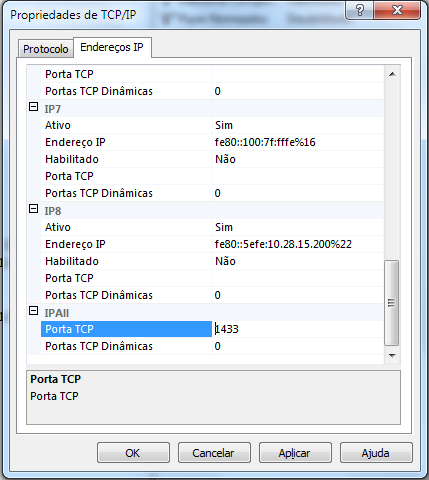 Propriedades de TCP/IP
Protocolo Endereços IP
Porta TCP
Portas TCP Dinâmicas 0
IP7
Ativo Sim
Endereço IP fe80::100:7f:fffe%16
Habilitado Não
Porta TCP
Portas TCP Dinâmicas 0
IP8
Ativo Sim
Endereço IP fe80::5efe:10.28.15.200%22
Habilitado Não
Porta TCP
Portas TCP Dinâmicas 0
IPAll
Porta TCP 1433
Portas TCP Dinâmicas 0
Porta TCP
Porta TCP
OK Cancelar Aplicar Ajuda